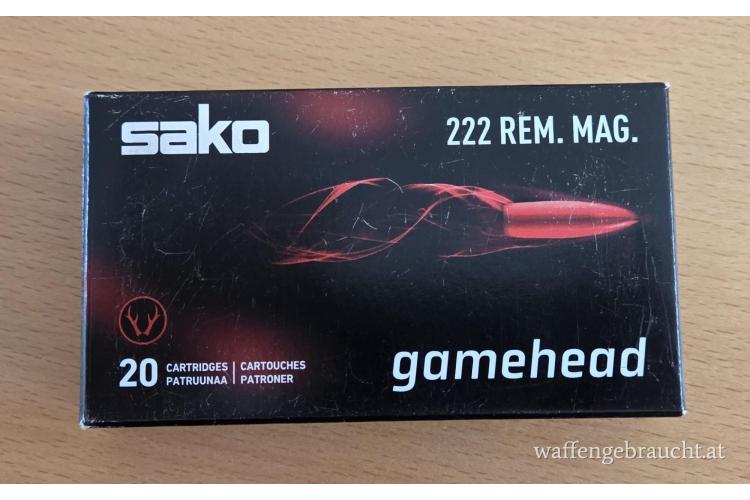 sako
222 REM. MAG.
20 CARTRIDGES | CARTOUCHES
PATRUUNAA | PATRONER
gamehead
waffengebraucht.at